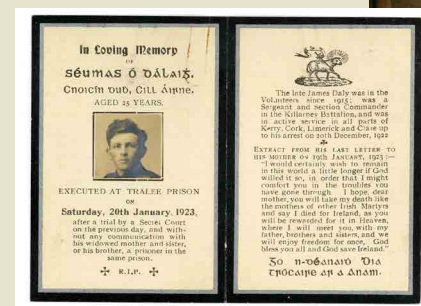 In Loving Memory
OF
Séumas Ó Dálaiġ,
Cnoicín Dub, Cill Áirne,
AGED 25 YEARS.
EXECUTED AT TRALEE PRISON
ON
Saturday, 20th January, 1923,
after a trial by a Secret Court
on the previous day, and with-
out any communication with
his widowed mother and sister,
or his brother, a prisoner in the
same prison.
✠ R.I.P. ✠
The late James Daly was in the
Volunteers since 1915; was a
Sergeant and Section Commander
in the Killarney Battalion, and was
in active service in all parts of
Kerry, Cork, Limerick and Clare up
to his arrest on 20th December, 1922
EXTRACT FROM HIS LAST LETTER TO
HIS MOTHER ON 19th JANUARY, 1923:—
"I would certainly wish to remain
in this world a little longer if God
willed it so, in order that I might
comfort you in the troubles you
have gone through. I hope, dear
mother, you will take my death like
the mothers of other Irish Martyrs
and say I died for Ireland, as you
will be rewarded for it in Heaven,
where I will meet you, with my
father, brothers and sisters, and we
will enjoy freedom for once, God
bless you all and God save Ireland."
Go n-Déanaiḋ Dia
Trócaire ar a Anam.